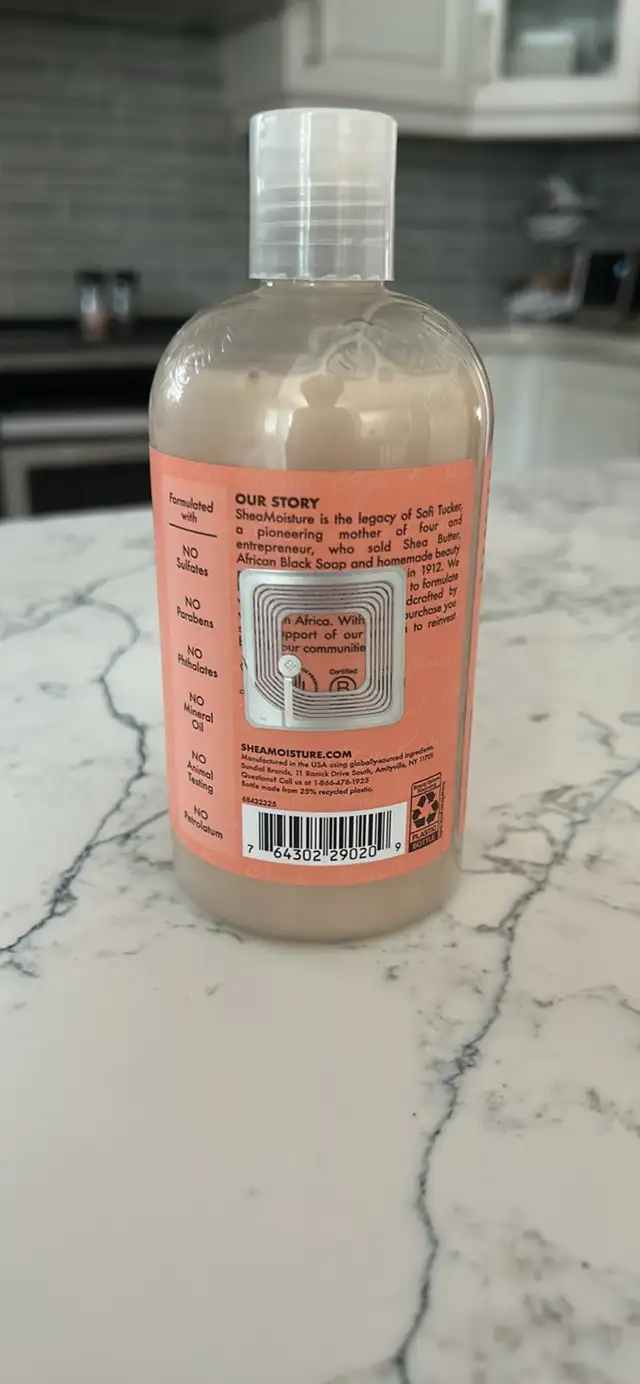 Formulated
with
NO
Sulfates
NO
Parabens
NO
Phthalates
NO
Mineral
Oil
NO
Animal
Testing
NO
Petrolatum
OUR STORY
SheaMoisture is the legacy of Sofi Tucker,
a pioneering mother of four and
entrepreneur, who sold Shea Butter,
African Black Soap and homemade beauty
in 1912. We
to formulate
dcrafted by
n Africa. With purchase you
pport of our to reinvest
our communitie
Certified
B
SHEAMOISTURE.COM
Manufactured in the USA using globally-sourced ingredients.
Sundial Brands, 11 Ranick Drive South, Amityville, NY 11701
Questions? Call us at 1-866-478-1925
Bottle made from 25% recycled plastic.
68432325
7 64302 29020 9
PLASTIC
BOTTLE